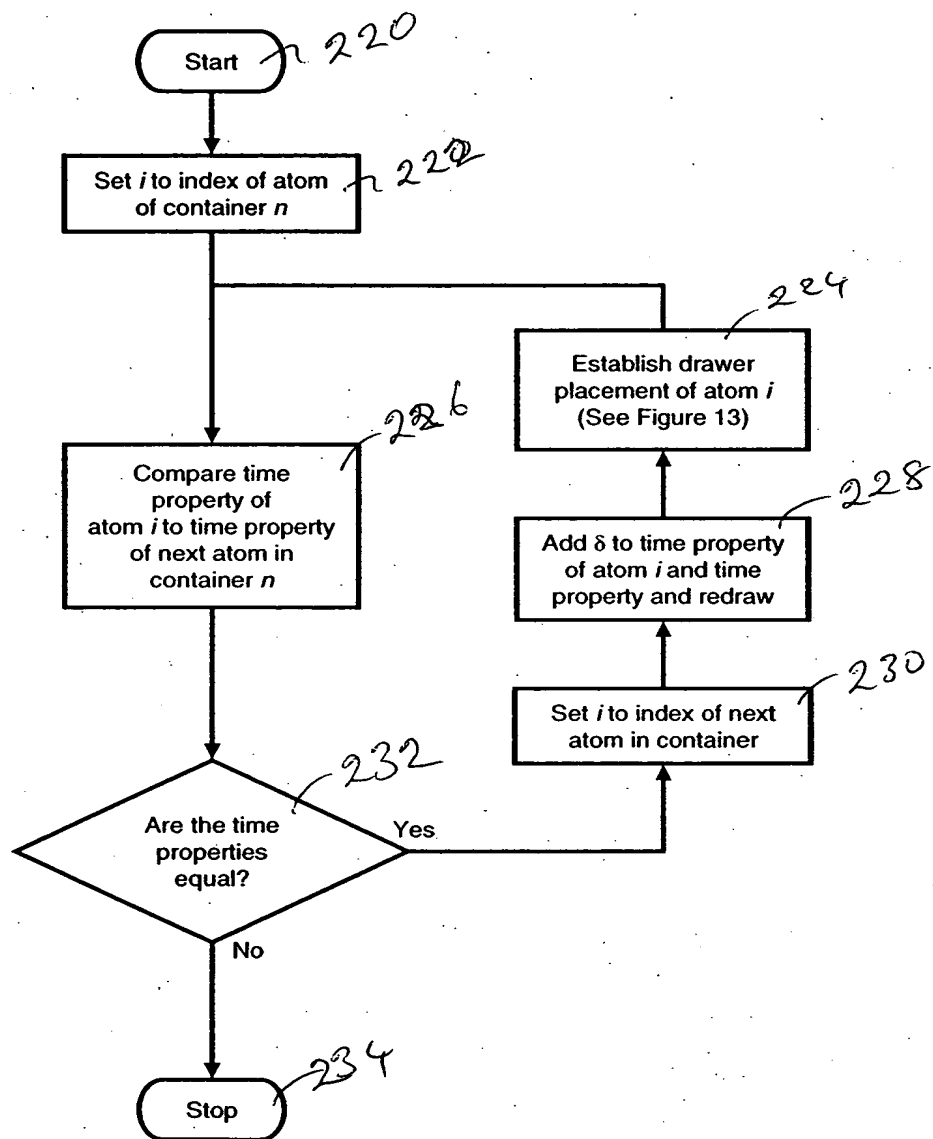 Start
220
Set i to index of atom
of container n
222
224
Establish drawer
placement of atom i
(See Figure 13)
226
Compare time
property of
atom i to time property
of next atom in
container n
228
Add δ to time property
of atom i and time
property and redraw
230
Set i to index of next
atom in container
232
Are the time
properties
equal?
Yes
No
234
Stop